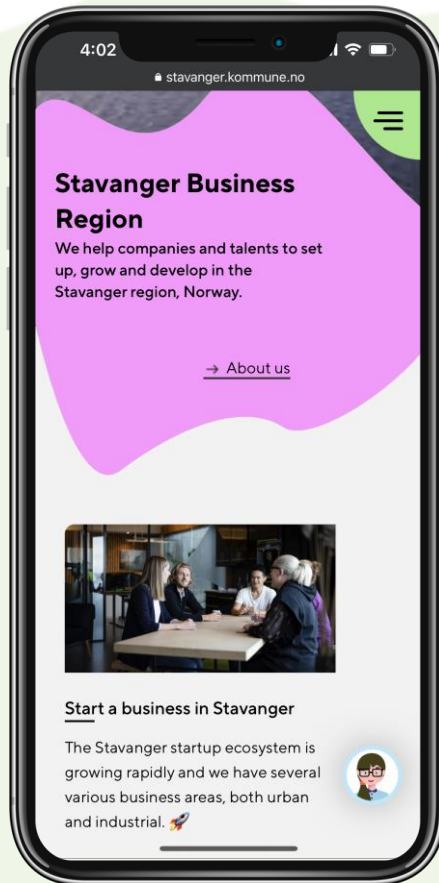 4:02
stavanger.kommune.no
Stavanger Business
Region
We help companies and talents to set
up, grow and develop in the
Stavanger region, Norway.
→ About us
Start a business in Stavanger
The Stavanger startup ecosystem is
growing rapidly and we have several
various business areas, both urban
and industrial. 🚀